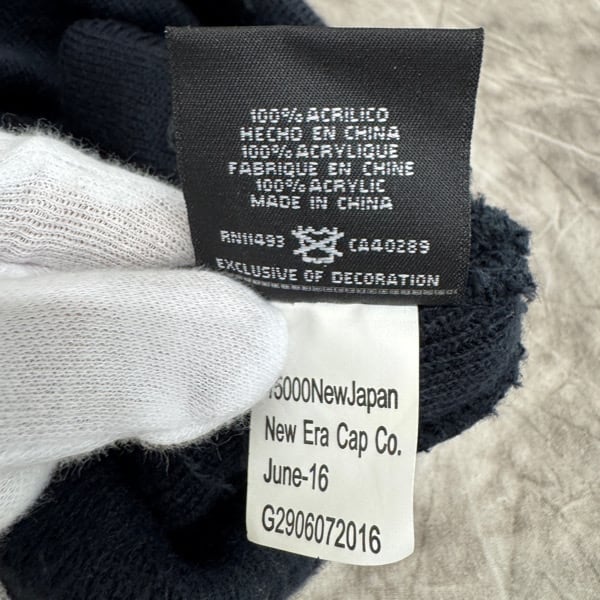 100% ACRILICO
HECHO EN CHINA
100% ACRYLIQUE
FABRIQUE EN CHINE
100% ACRYLIC
MADE IN CHINA
RN11493 CA40289
EXCLUSIVE OF DECORATION
15000NewJapan
New Era Cap Co.
June-16
G2906072016